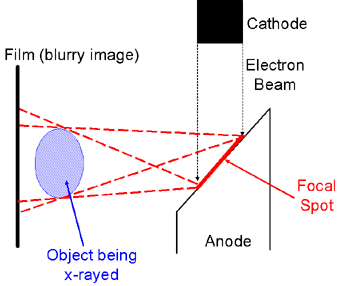 Cathode
Film (blurry image)
Electron
Beam
Focal
Spot
Object being
x-rayed
Anode